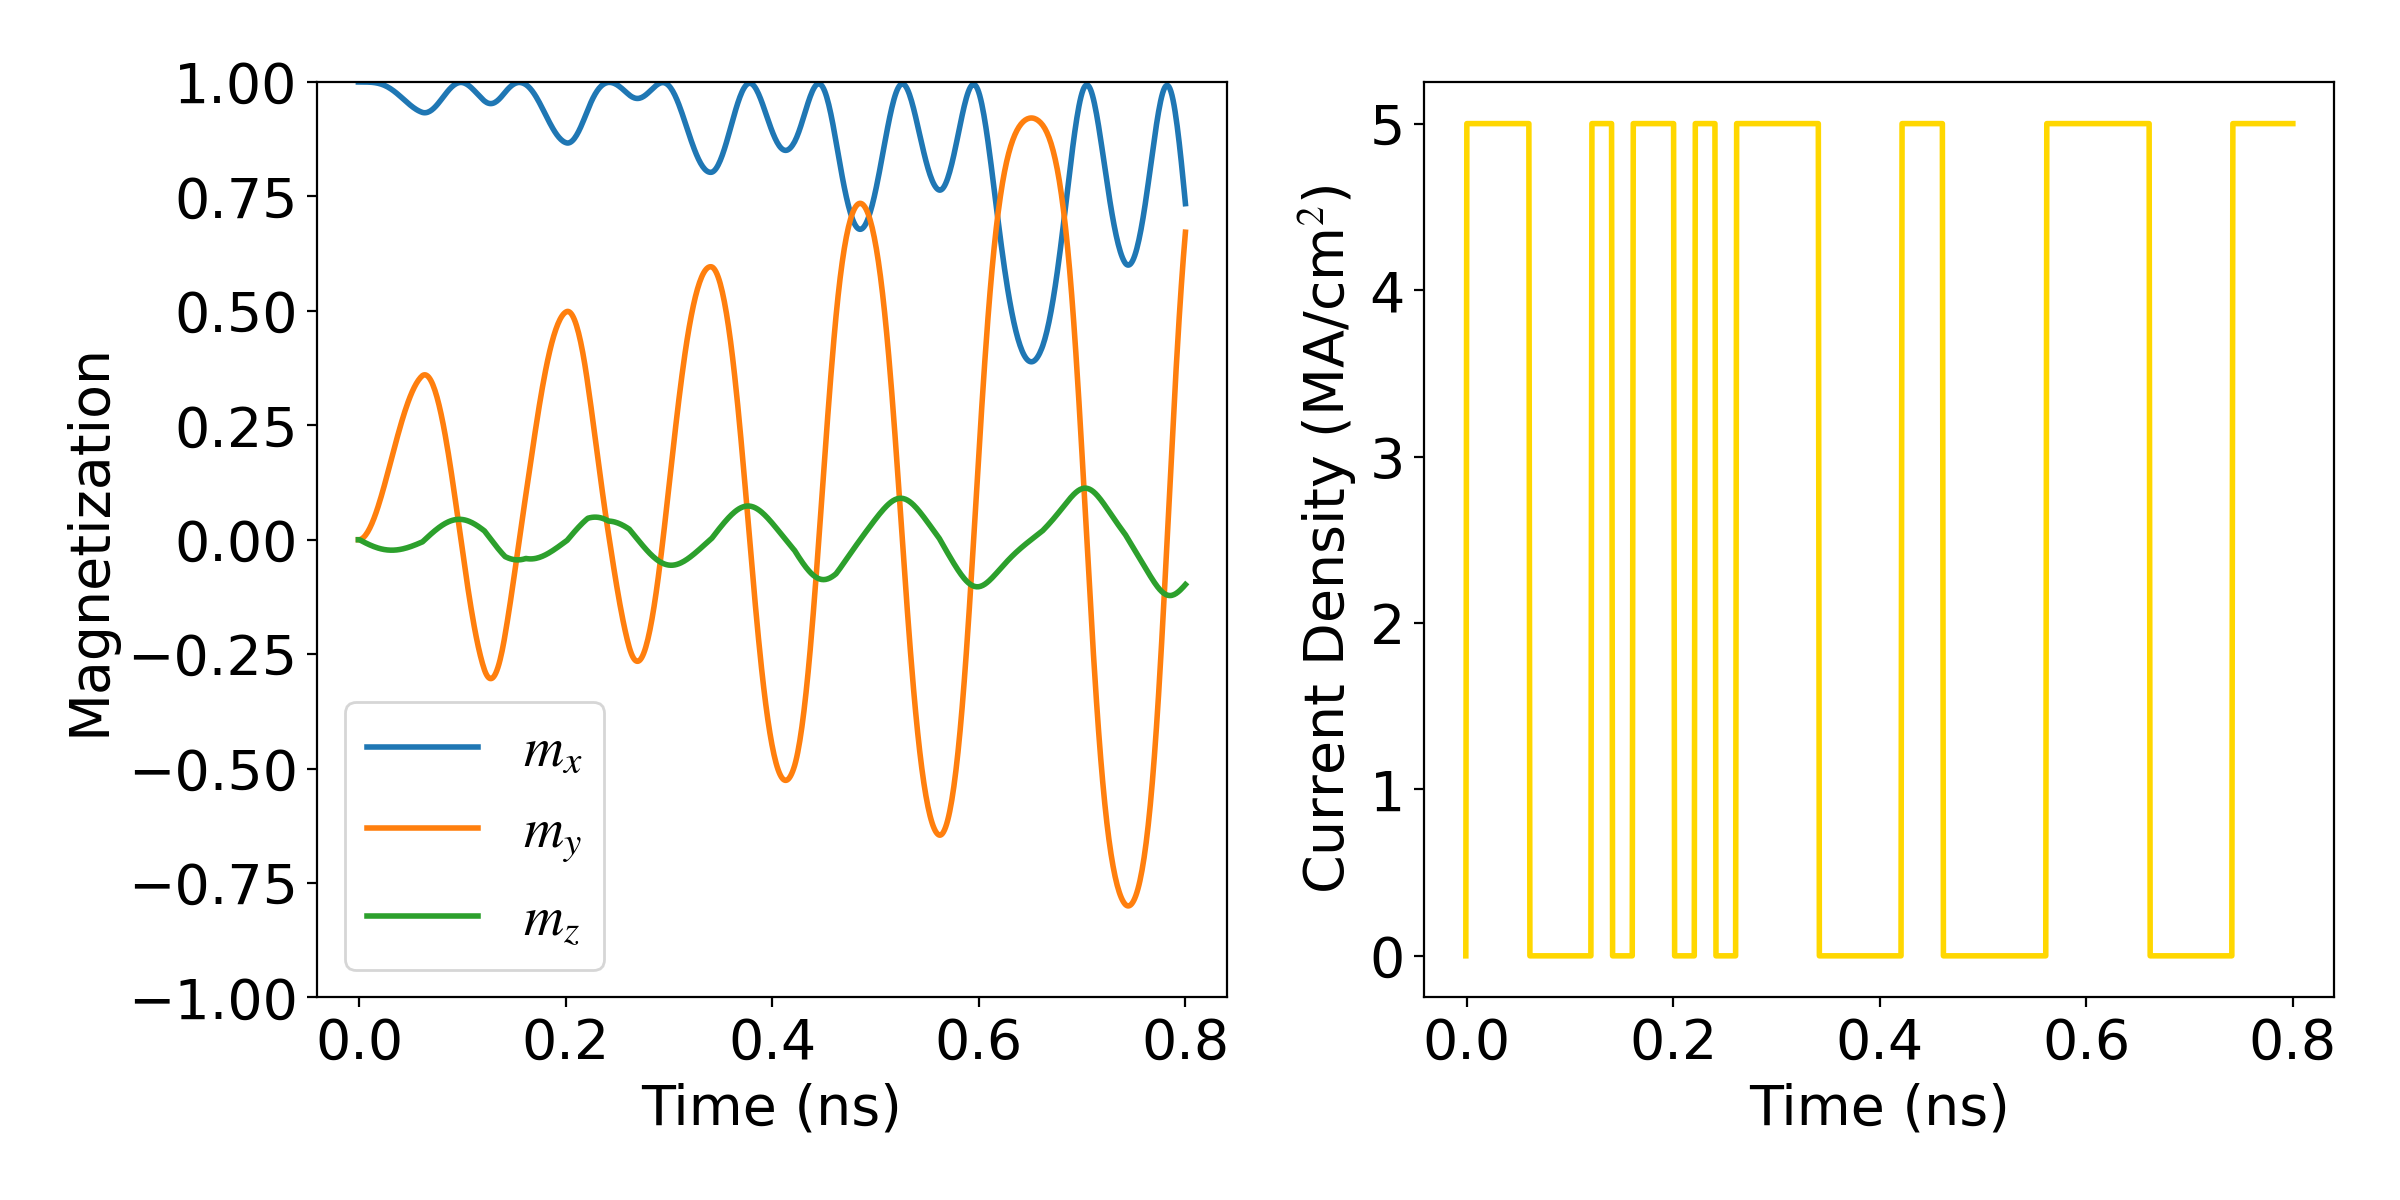 Magnetization
1.00
0.75
0.50
0.25
0.00
−0.25
−0.50
−0.75
−1.00
0.0 0.2 0.4 0.6 0.8
Time (ns)
m_x
m_y
m_z
Current Density (MA/cm²)
5
4
3
2
1
0
0.0 0.2 0.4 0.6 0.8
Time (ns)